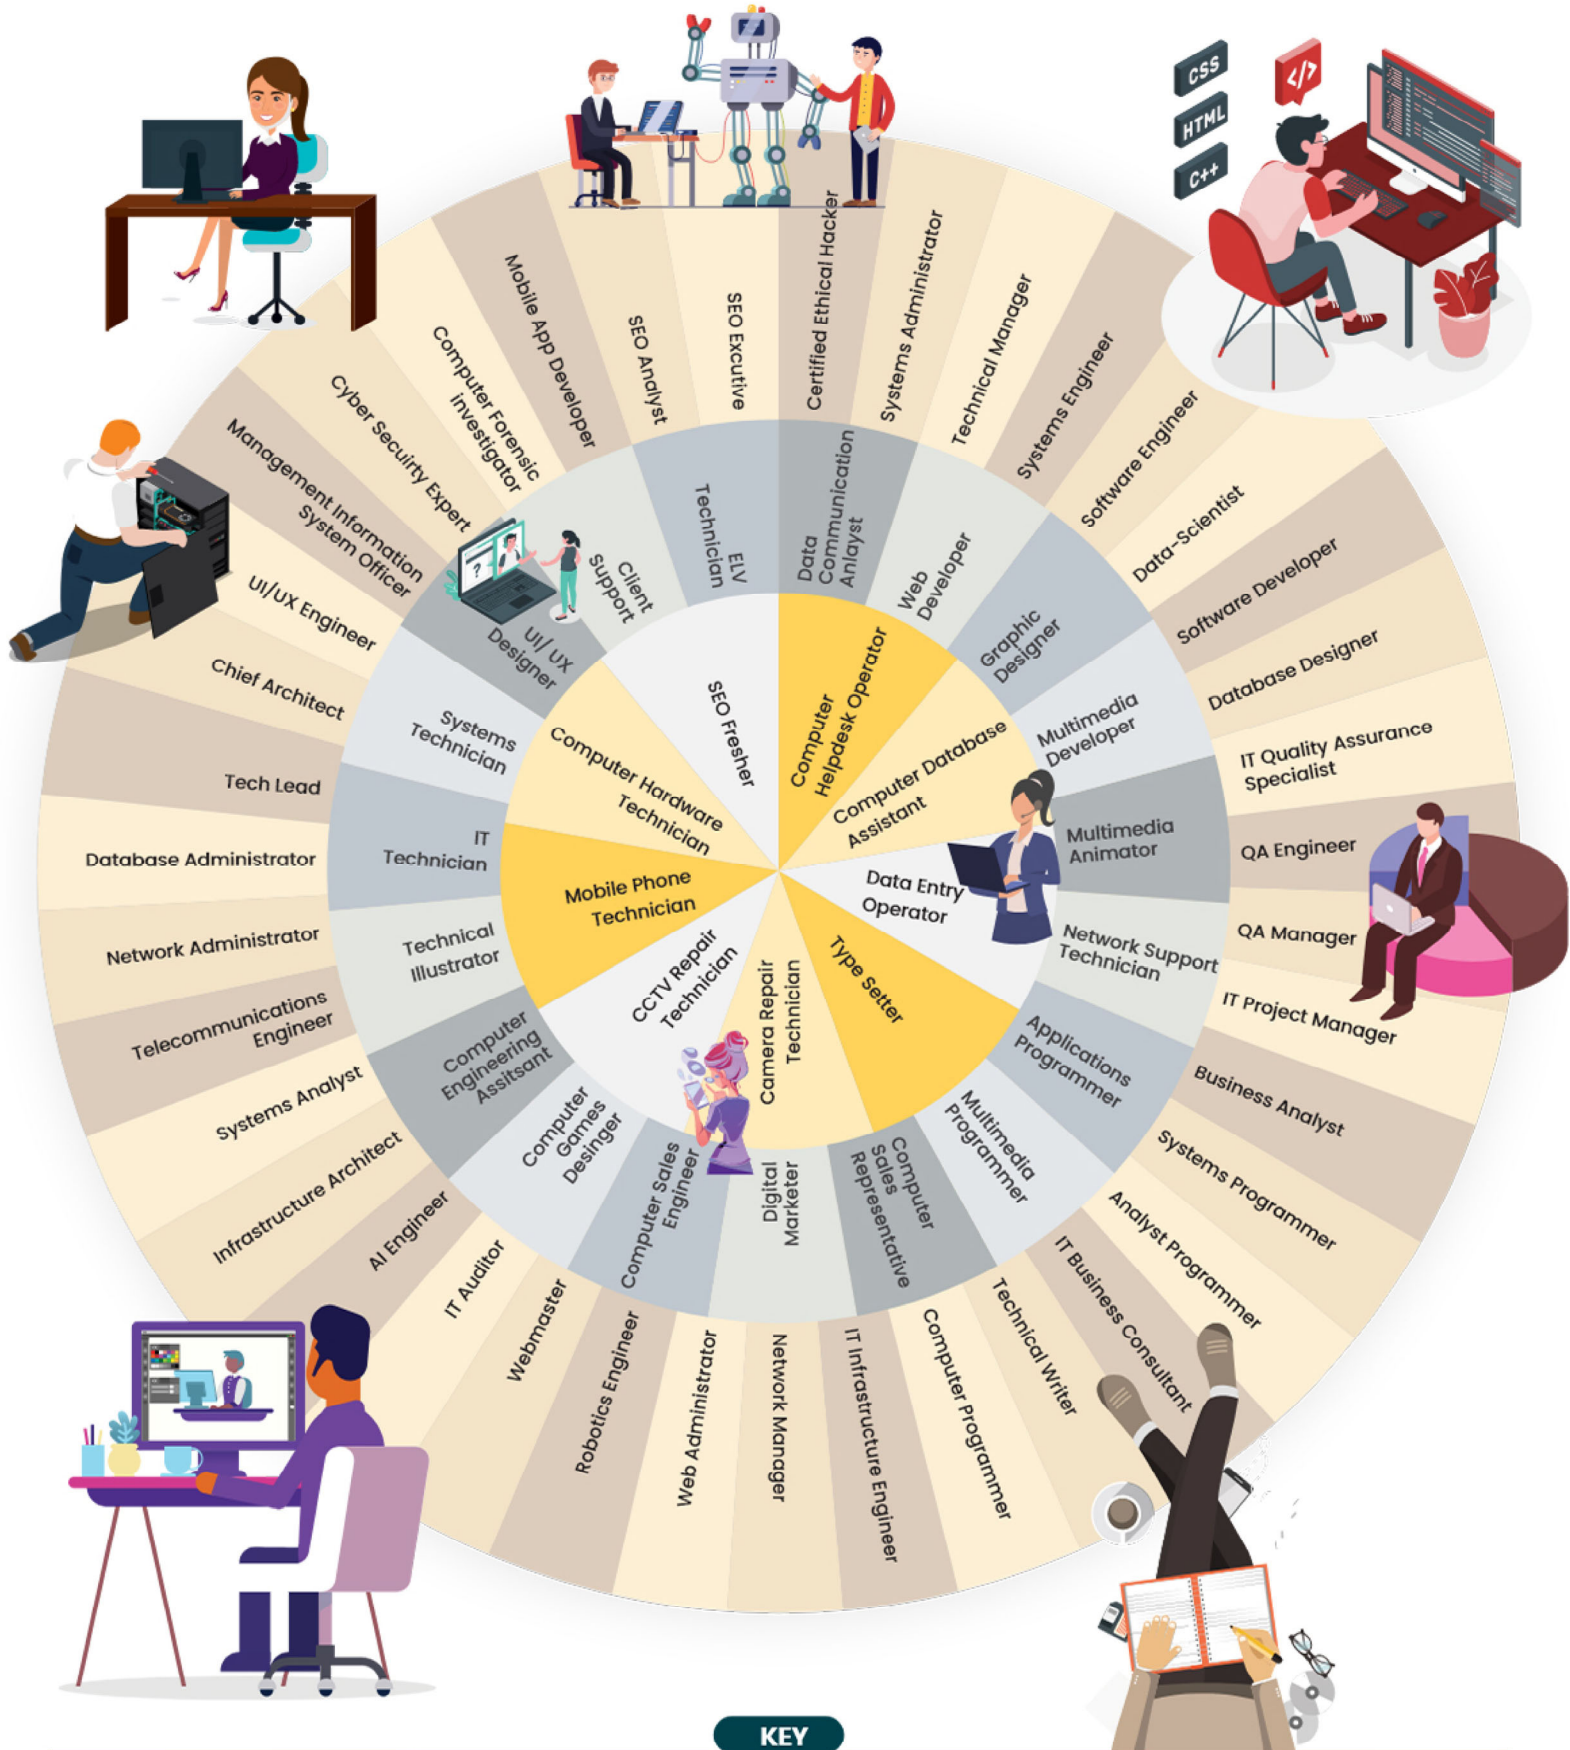 CSS
</>
HTML
C++
Certified Ethical Hacker
Systems Administrator
Technical Manager
Systems Engineer
Software Engineer
Data-Scientist
Software Developer
Database Designer
IT Quality Assurance
Specialist
QA Engineer
QA Manager
IT Project Manager
Business Analyst
Systems Programmer
Analyst Programmer
IT Business Consultant
Technical Writer
Computer Programmer
IT Infrastructure Engineer
Network Manager
Web Administrator
Robotics Engineer
Webmaster
IT Auditor
AI Engineer
Infrastructure Architect
Systems Analyst
Telecommunications
Engineer
Network Administrator
Database Administrator
Tech Lead
Chief Architect
UI/UX Engineer
Management Information
System Officer
Cyber Secuirty Expert
Computer Forensic
investigator
Mobile App Developer
SEO Analyst
SEO Excutive
Data
Communication
Anlayst
Web
Developer
Graphic
Designer
Multimedia
Developer
Multimedia
Animator
Network Support
Technician
Applications
Programmer
Multimedia
Programmer
Computer
Sales
Representative
Digital
Marketer
Computer Sales
Engineer
Computer
Games
Desinger
Computer
Engineering
Assitsant
Technical
Illustrator
IT
Technician
Systems
Technician
UI/ UX
Designer
?
Client
Support
ELV
Technician
Computer
Helpdesk Operator
Computer Database
Assistant
Data Entry
Operator
Type Setter
Camera Repair
Technician
CCTV Repair
Technician
Mobile Phone
Technician
Computer Hardware
Technician
SEO Fresher
KEY